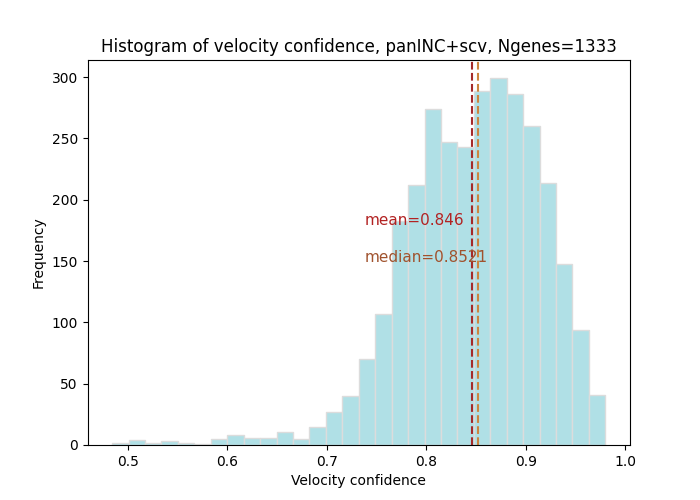 Histogram of velocity confidence, panINC+scv, Ngenes=1333
300
250
200
150
100
50
0
Frequency
mean=0.846
median=0.8521
0.5 0.6 0.7 0.8 0.9 1.0
Velocity confidence